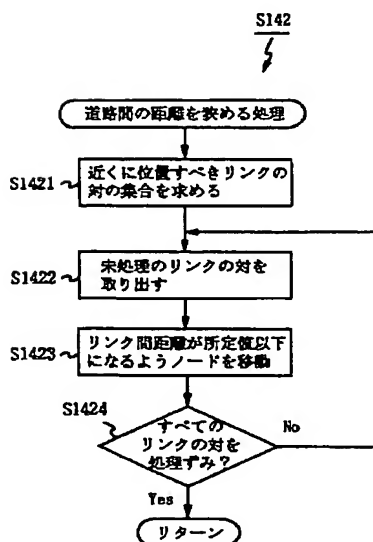 S142
道路間の距離を狭める処理
S1421
近くに位置すべきリンクの
対の集合を求める
S1422
未処理のリンクの対を
取り出す
S1423
リンク間距離が所定値以下
になるようノードを移動
S1424
すべての
リンクの対を
処理ずみ？
No
Yes
リターン